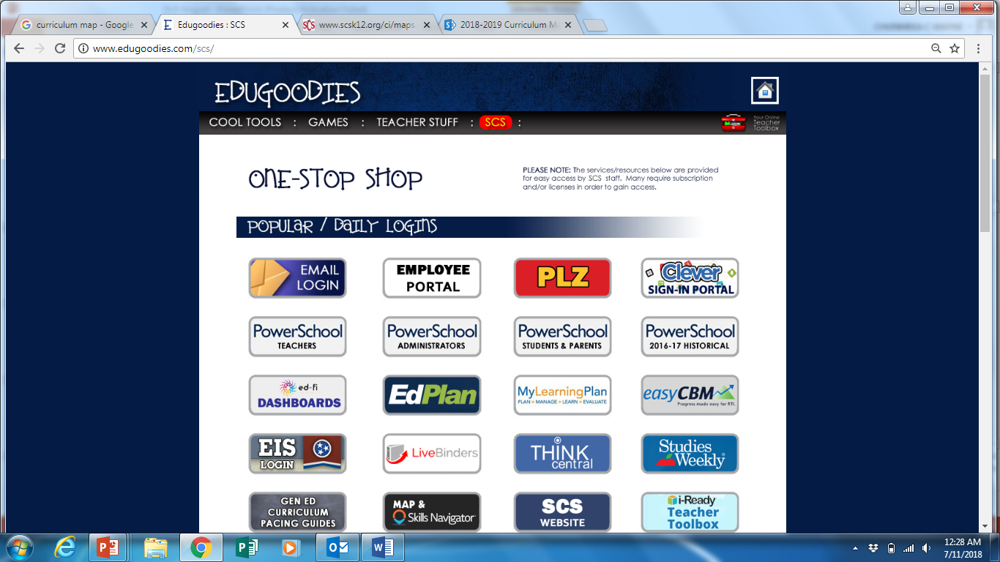 curriculum map - Google
Edugoodies : SCS
www.scsk12.org/ci/maps.
2018-2019 Curriculum Ma
www.edugoodies.com/scs/
EDUGOODIES
COOL TOOLS : GAMES : TEACHER STUFF : SCS :
Your Online
Teacher
Toolbox
ONE-STOP SHOP
PLEASE NOTE: The services/resources below are provided
for easy access by SCS staff. Many require subscription
and/or licenses in order to gain access.
POPULAR / DAILY LOGINS
EMAIL
LOGIN
EMPLOYEE
PORTAL
PLZ
Clever
SIGN-IN PORTAL
PowerSchool
TEACHERS
PowerSchool
ADMINISTRATORS
PowerSchool
STUDENTS & PARENTS
PowerSchool
2016-17 HISTORICAL
ed-fi
DASHBOARDS
EdPlan
MyLearningPlan
PLAN » MANAGE » LEARN » EVALUATE
easyCBM
Progress made easy for RTI.
EIS
LOGIN
LiveBinders
THINK
central
Studies
Weekly
GEN ED
CURRICULUM
PACING GUIDES
MAP &
Skills Navigator
SCS
WEBSITE
i-Ready
Teacher
Toolbox
12:28 AM
7/11/2018